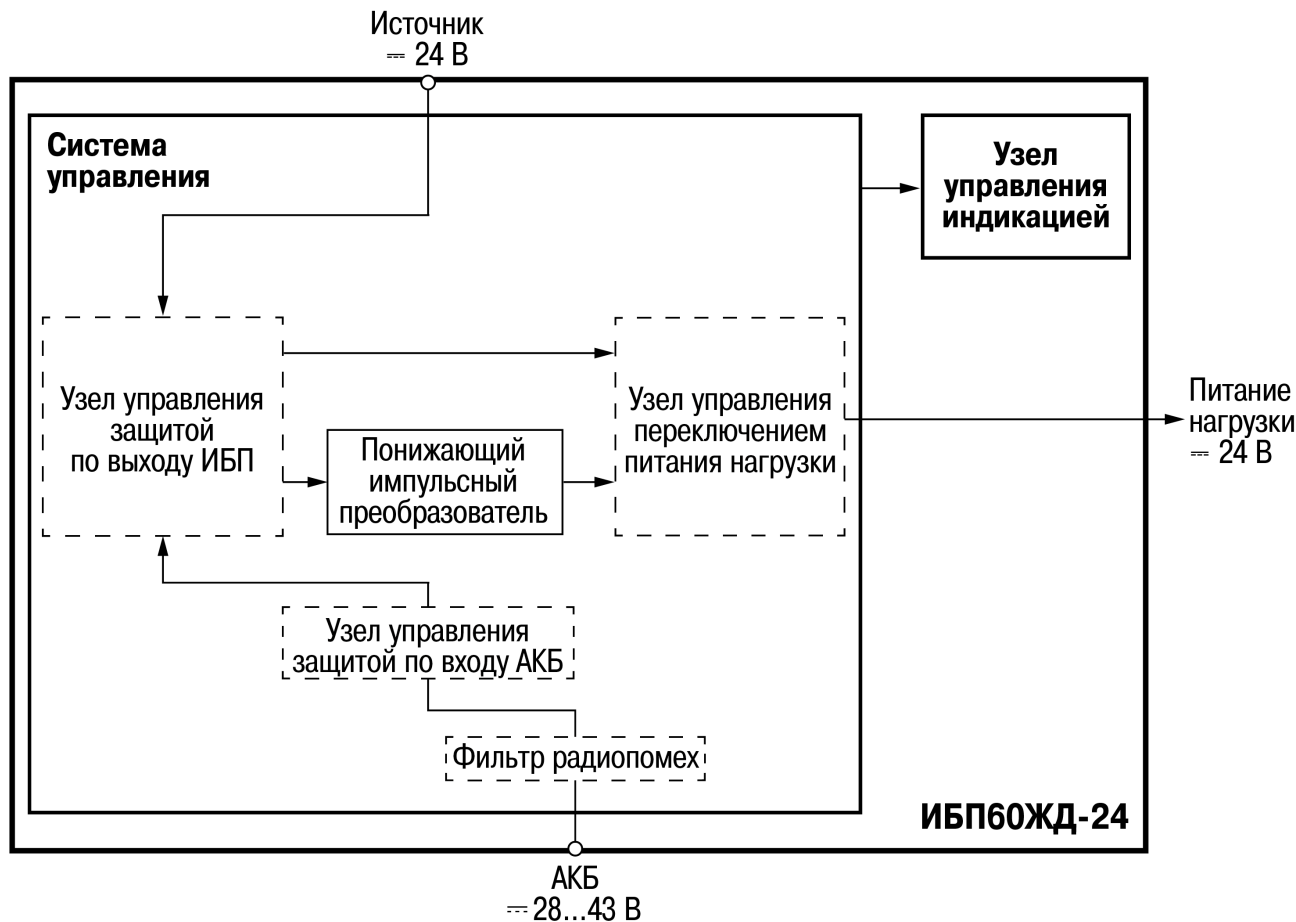 Источник
⎓ 24 В
Система
управления
Узел
управления
индикацией
Узел управления
защитой
по выходу ИБП
Понижающий
импульсный
преобразователь
Узел управления
переключением
питания нагрузки
Питание
нагрузки
⎓ 24 В
Узел управления
защитой по входу АКБ
Фильтр радиопомех
ИБП60ЖД-24
АКБ
⎓ 28...43 В